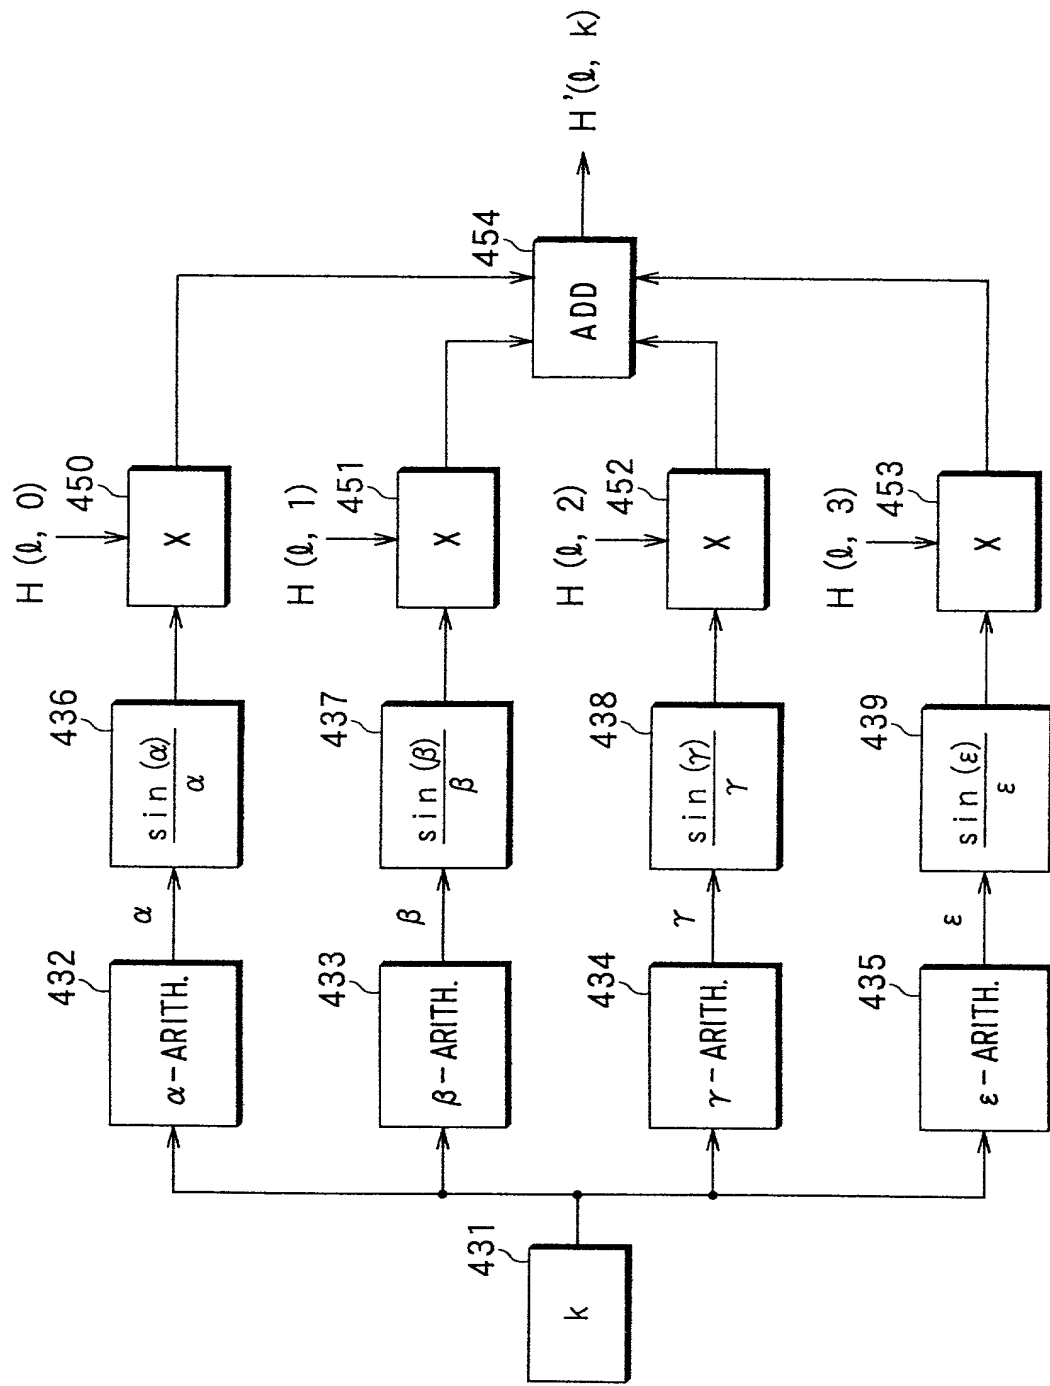 431
k
432
α-ARITH.
α
436
sin (α)
α
H (ℓ, 0)
450
X
433
β-ARITH.
β
437
sin (β)
β
H (ℓ, 1)
451
X
434
γ-ARITH.
γ
438
sin (γ)
γ
H (ℓ, 2)
452
X
435
ε-ARITH.
ε
439
sin (ε)
ε
H (ℓ, 3)
453
X
454
ADD
H'(ℓ, k)